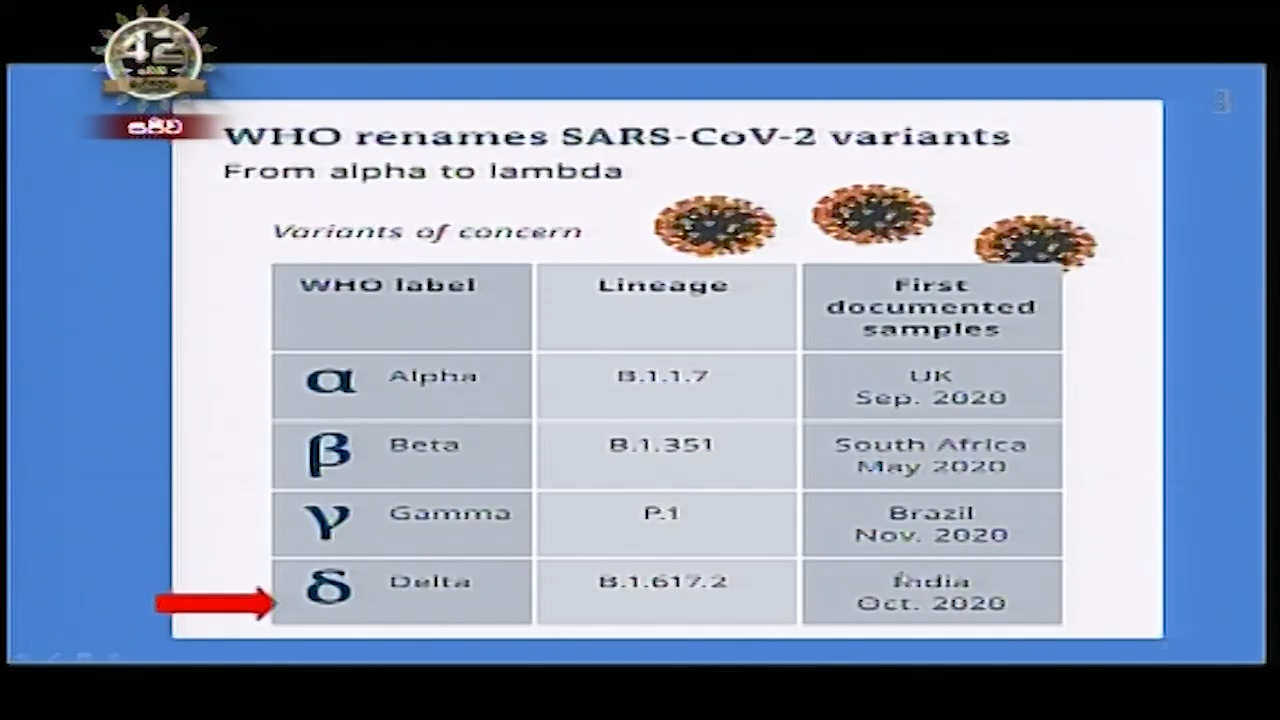 42
සජීවී
WHO renames SARS-CoV-2 variants
From alpha to lambda
Variants of concern
WHO label
Lineage
First
documented
samples
α Alpha
B.1.1.7
UK
Sep. 2020
β Beta
B.1.351
South Africa
May 2020
γ Gamma
P.1
Brazil
Nov. 2020
δ Delta
B.1.617.2
India
Oct. 2020